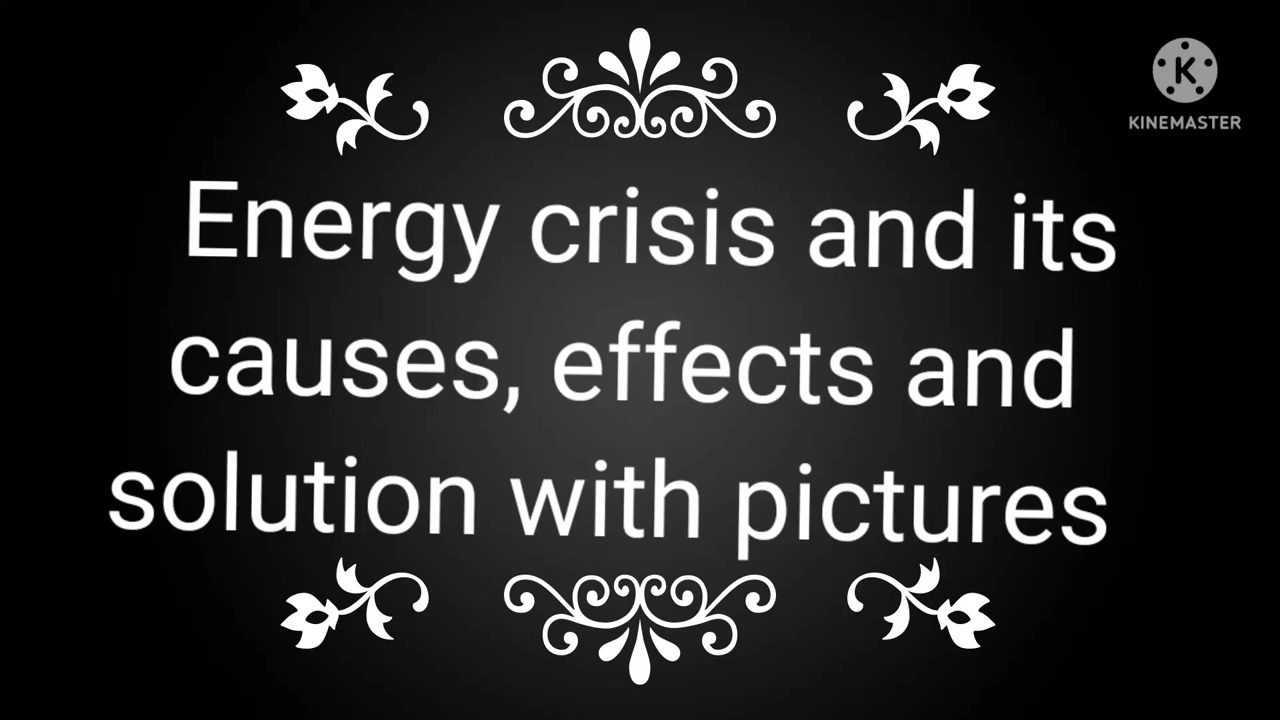 KINEMASTER
Energy crisis and its
causes, effects and
solution with pictures